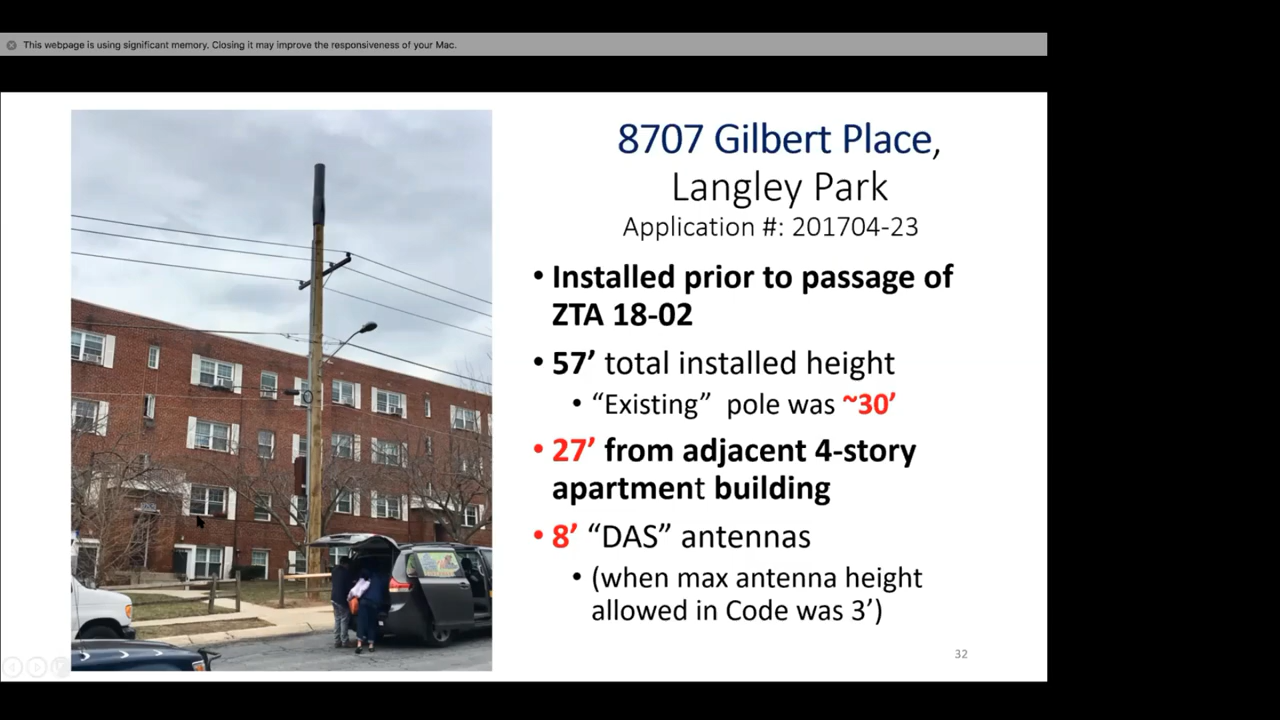 This webpage is using significant memory. Closing it may improve the responsiveness of your Mac.
8707 Gilbert Place,
Langley Park
Application #: 201704-23
• Installed prior to passage of
ZTA 18-02
• 57’ total installed height
• “Existing” pole was ~30’
• 27’ from adjacent 4-story
apartment building
• 8’ “DAS” antennas
• (when max antenna height
allowed in Code was 3’)
32